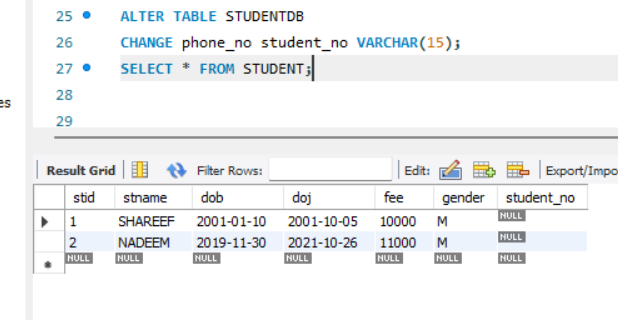 25 ALTER TABLE STUDENTDB
26 CHANGE phone_no student_no VARCHAR(15);
27 SELECT * FROM STUDENT;
28
es
29
Result Grid Filter Rows: Edit: Export/Impo
stid stname dob doj fee gender student_no
1 SHAREEF 2001-01-10 2001-10-05 10000 M NULL
2 NADEEM 2019-11-30 2021-10-26 11000 M NULL
NULL NULL NULL NULL NULL NULL NULL